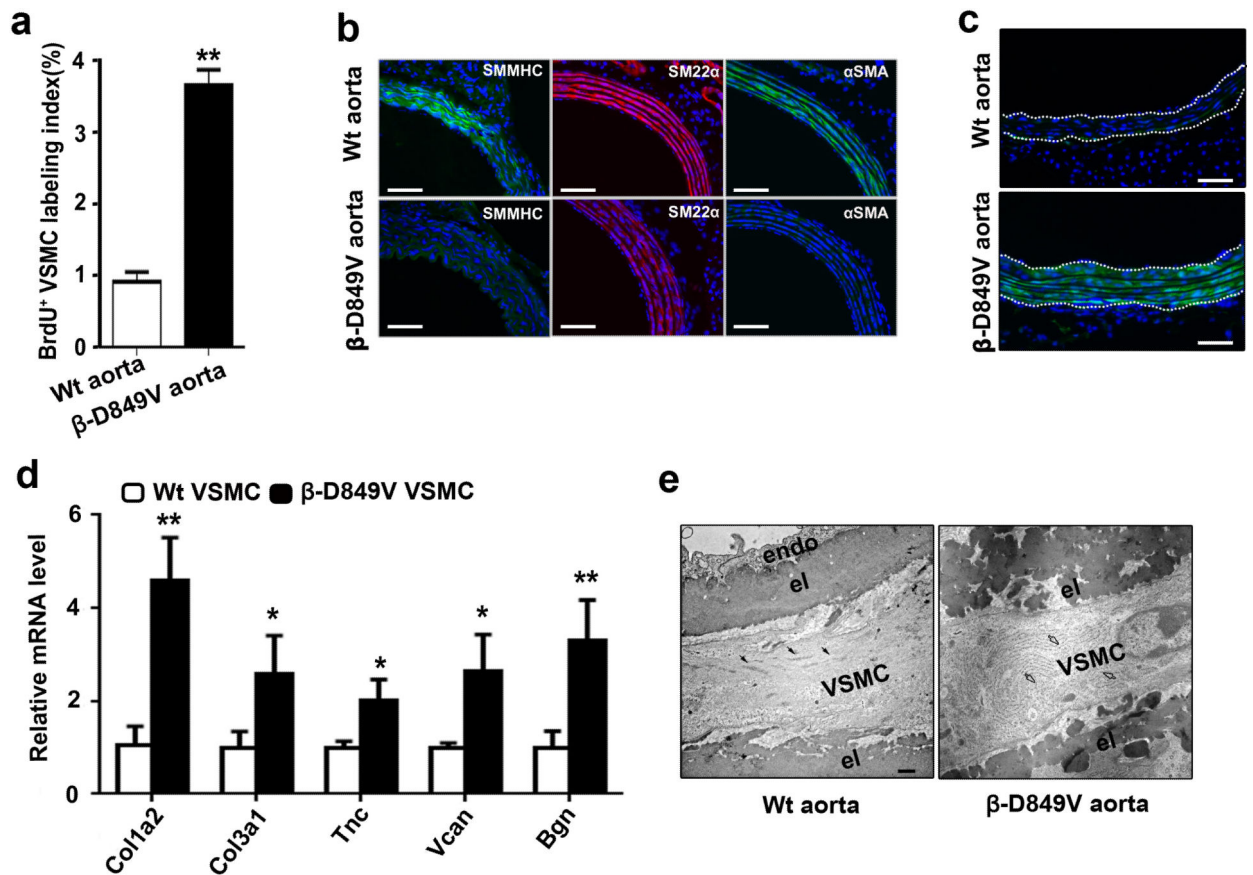 a
BrdU⁺ VSMC labeling index(%)
4
3
2
1
0
**
Wt aorta
β-D849V aorta
b
Wt aorta
SMMHC
SM22α
αSMA
β-D849V aorta
SMMHC
SM22α
αSMA
c
Wt aorta
β-D849V aorta
d
Wt VSMC β-D849V VSMC
Relative mRNA level
6
4
2
0
**
*
*
*
**
Col1a2
Col3a1
Tnc
Vcan
Bgn
e
endo
el
VSMC
el
Wt aorta
el
VSMC
el
β-D849V aorta